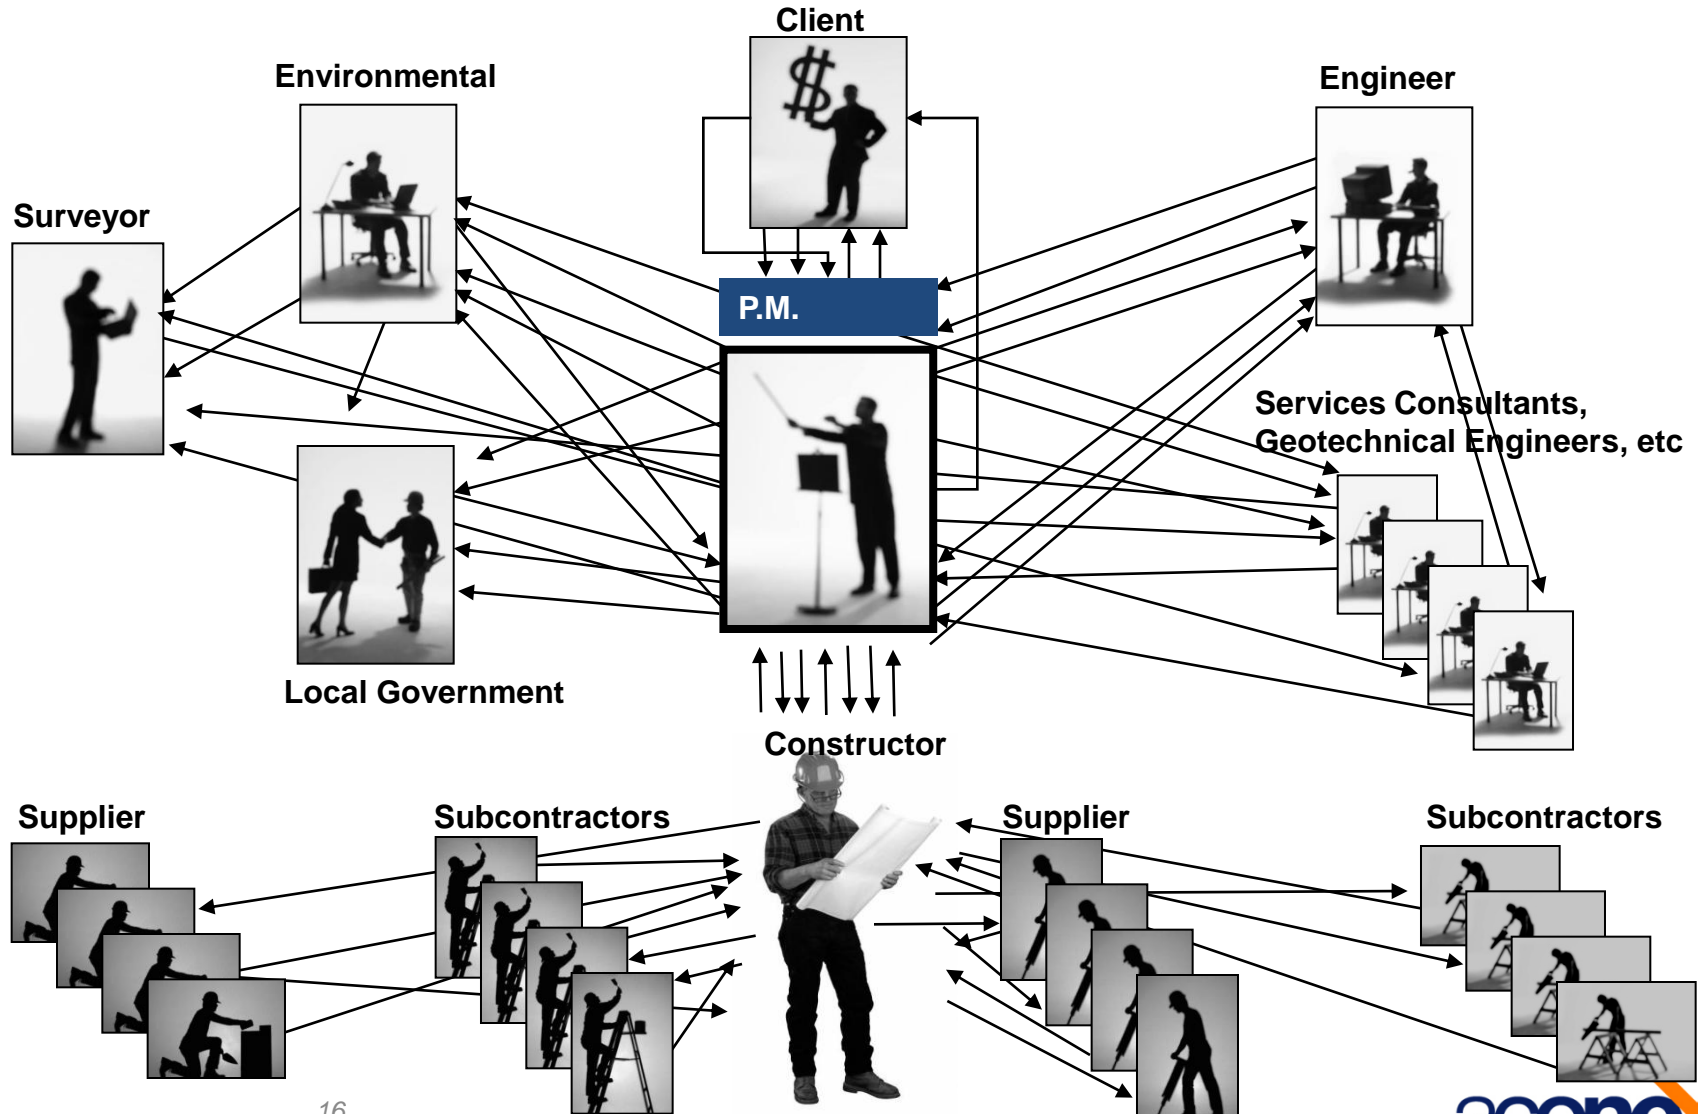 Client
Environmental
Engineer
Surveyor
P.M.
Services Consultants,
Geotechnical Engineers, etc
Local Government
Constructor
Supplier
Subcontractors
Supplier
Subcontractors
16